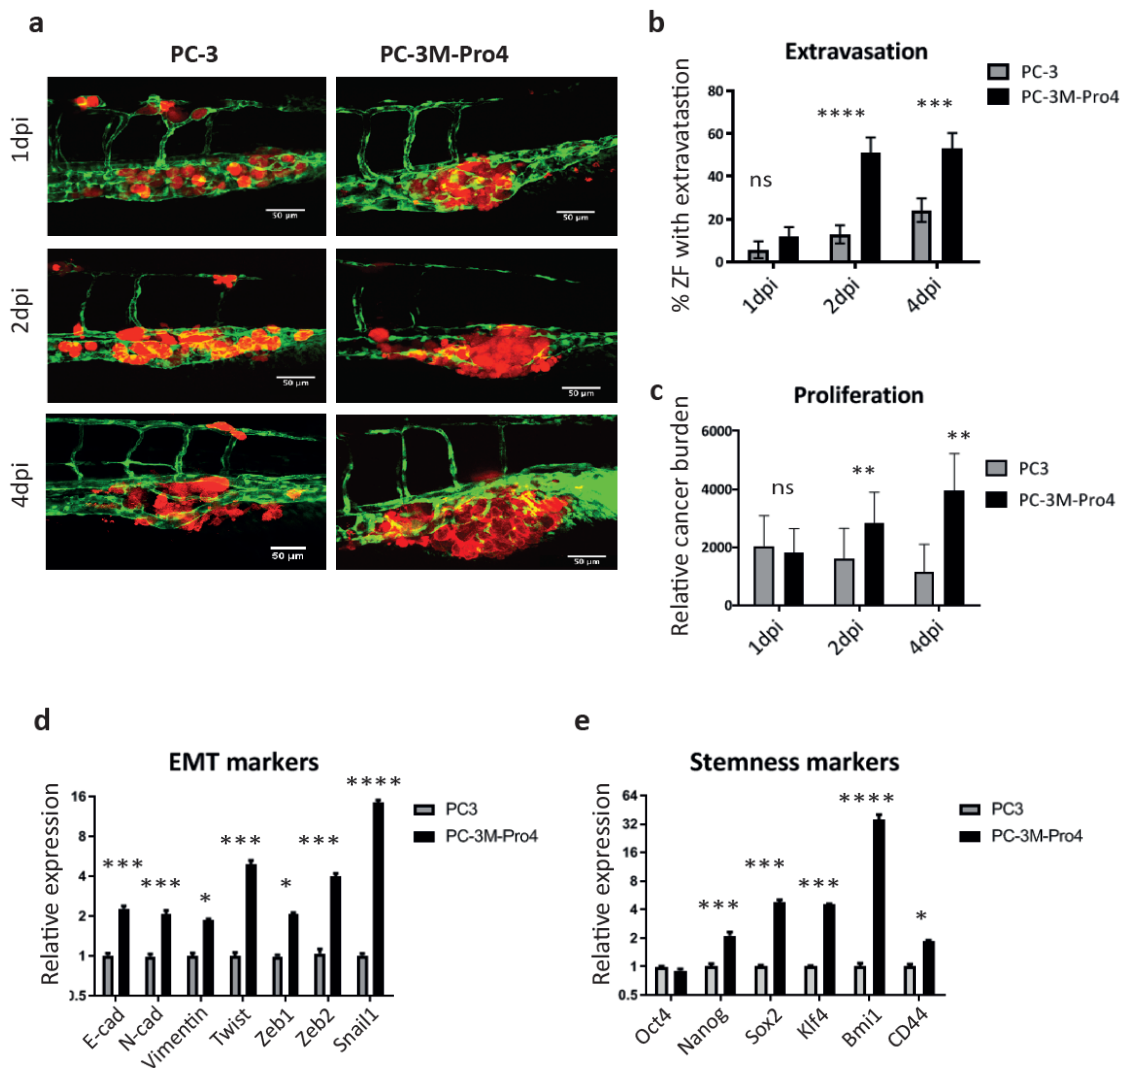 a
PC-3
PC-3M-Pro4
1dpi
50 µm
50 µm
2dpi
50 µm
50 µm
4dpi
50 µm
50 µm
b
Extravasation
PC-3
PC-3M-Pro4
% ZF with extravatastion
80
60
40
20
0
ns
****
***
1dpi
2dpi
4dpi
c
Proliferation
PC3
PC-3M-Pro4
Relative cancer burden
6000
4000
2000
0
ns
**
**
1dpi
2dpi
4dpi
d
EMT markers
PC3
PC-3M-Pro4
Relative expression
16
8
4
2
1
0.5
***
***
*
***
*
***
****
E-cad
N-cad
Vimentin
Twist
Zeb1
Zeb2
Snail1
e
Stemness markers
PC3
PC-3M-Pro4
Relative expression
64
32
16
8
4
2
1
0.5
***
***
***
****
*
Oct4
Nanog
Sox2
Klf4
Bmi1
CD44